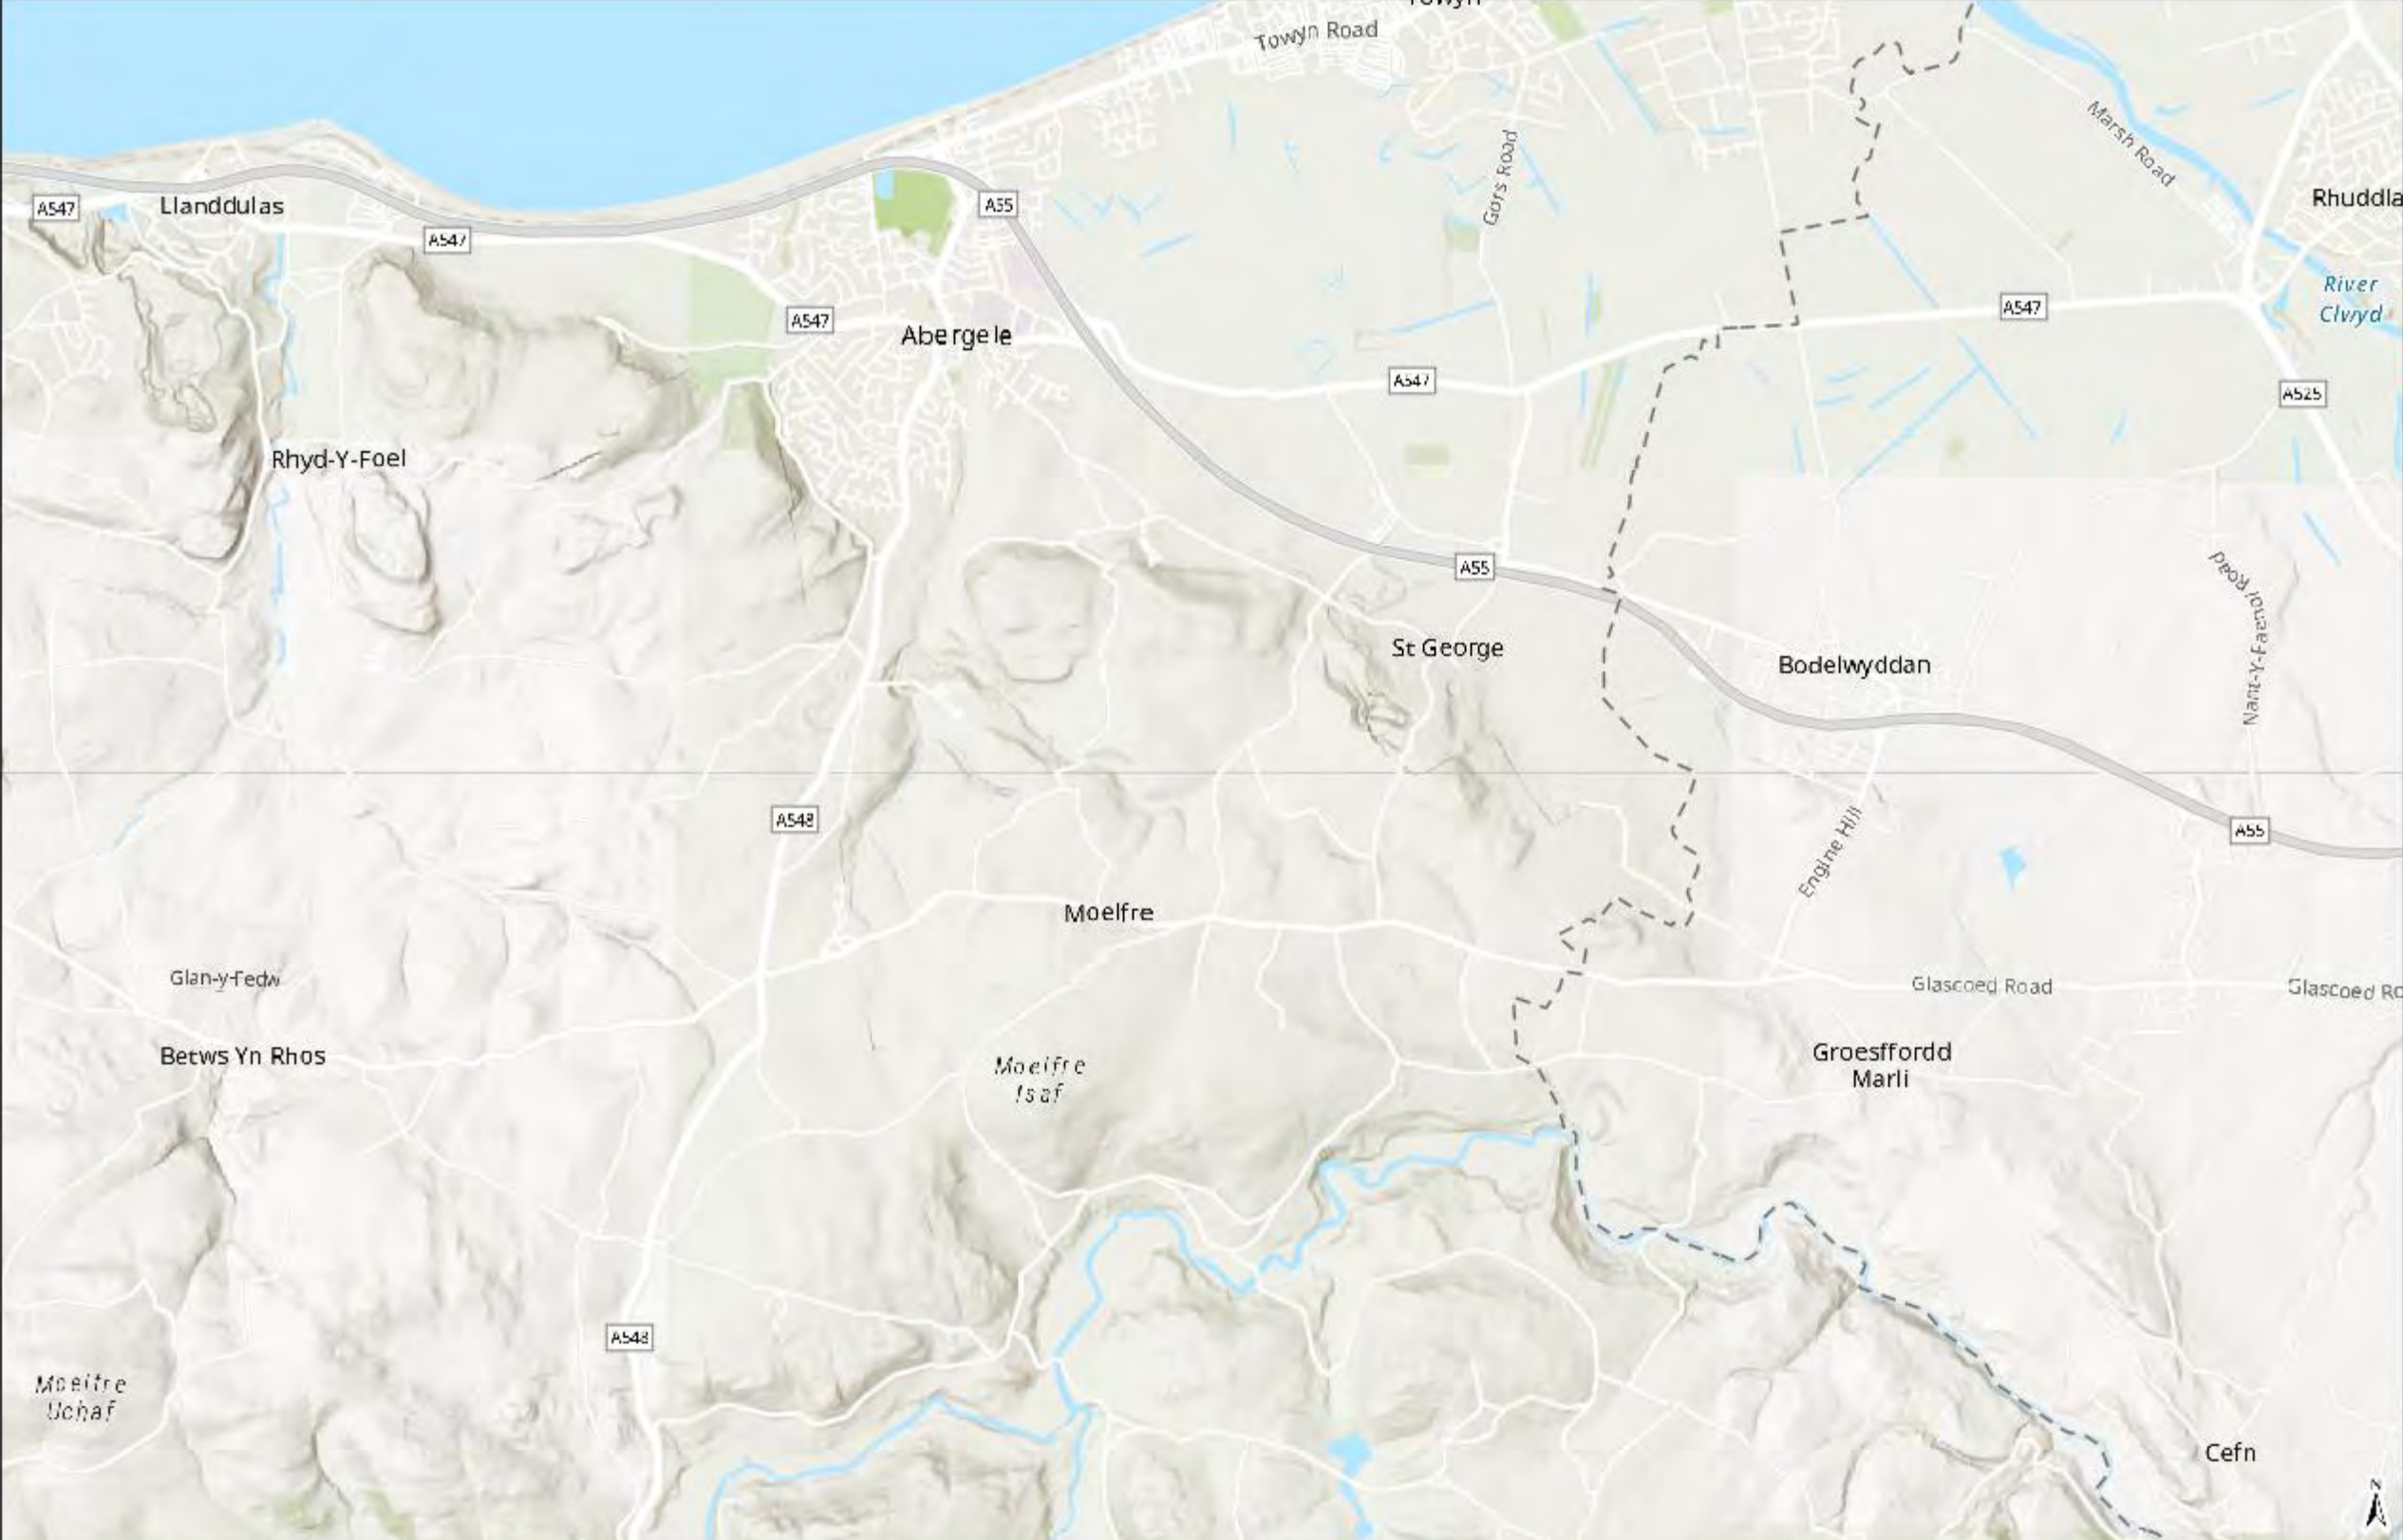 Towyn
Towyn Road
Marsh Road
Gors Road
A547
Llanddulas
A55
Rhuddla
A547
River
Clwyd
A547
A547
Abergele
A547
A525
Rhyd-Y-Foel
A55
Nant-Y-Faenol Road
St George
Bodelwyddan
A548
A55
Engine Hill
Moelfre
Glan-y-Fedw
Glascoed Road
Glascoed Ro
Betws Yn Rhos
Groesffordd
Marli
Moelfre
Isaf
A548
Moelfre
Uchaf
Cefn
N